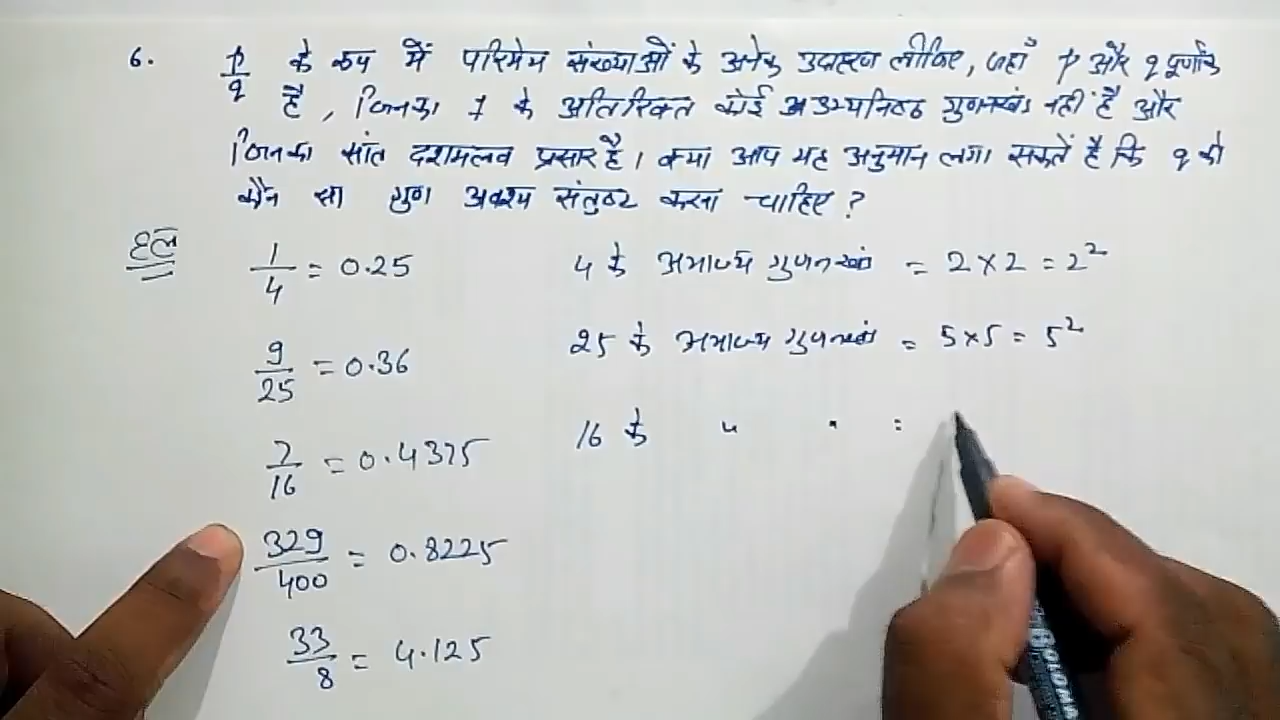 6. p/q के रूप में परिमेय संख्याओं के अनेक उदाहरण लीजिए, जहाँ p और q पूर्णांक
है, जिनका 1 के अतिरिक्त कोई अउभयनिष्ठ गुणनखंड नहीं है और
जिनका सांत दशमलव प्रसार है। क्या आप यह अनुमान लगा सकतें है कि q को
कौन सा गुण अवश्य संतुष्ट करना चाहिए?
हल
1/4 = 0.25 4 के अभाज्य गुणनखंड = 2×2 = 2²
9/25 = 0.36 25 के अभाज्य गुणनखंड = 5×5 = 5²
7/16 = 0.4375 16 के " " =
329/400 = 0.8225
33/8 = 4.125